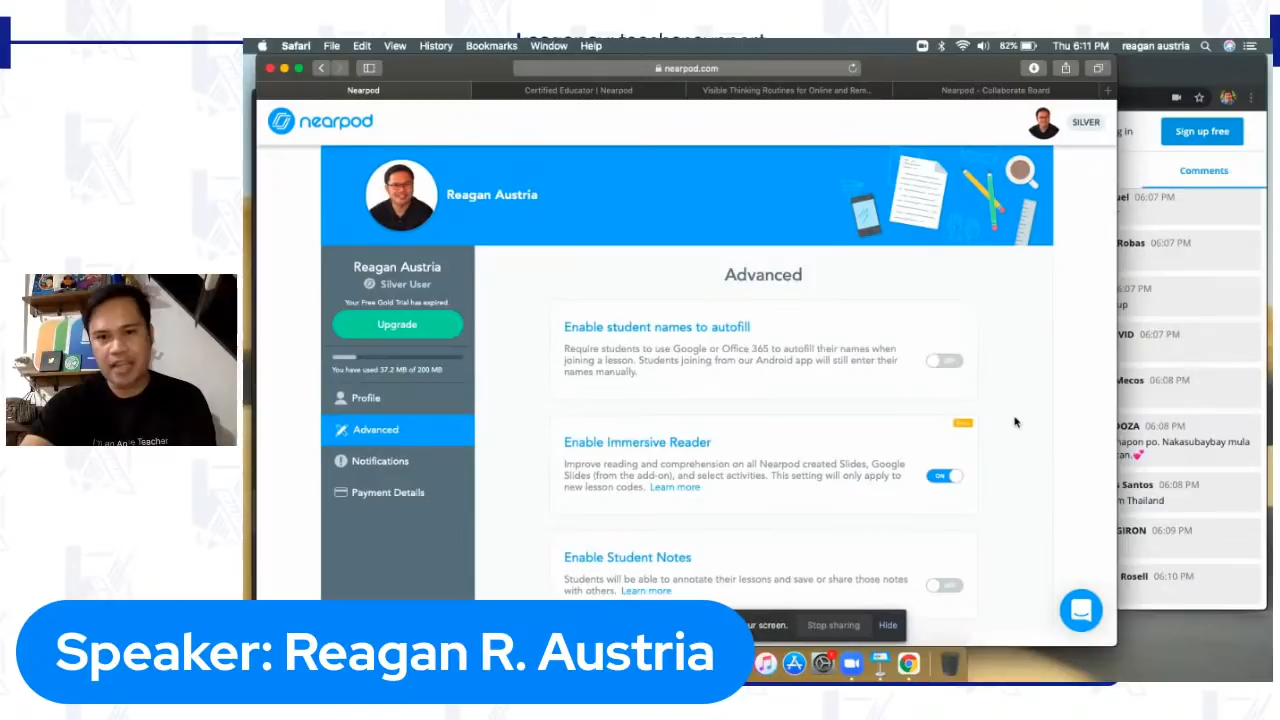 Safari File Edit View History Bookmarks Window Help
82%
Thu 6:11 PM reagan austria
nearpod.com
Nearpod
Certified Educator | Nearpod
Visible Thinking Routines for Online and Rem...
Nearpod - Collaborate Board
nearpod
SILVER
Reagan Austria
Sign up free
Comments
06:07 PM
Robas 06:07 PM
6:07 PM
up
VID 06:07 PM
Mecos 06:08 PM
06:08 PM
Nakasubaybay mula
Santos 06:08 PM
Thailand
GIRON 06:09 PM
Rosell 06:10 PM
Reagan Austria
Silver User
Your Free Gold Trial has expired.
Upgrade
You have used 37.2 MB of 200 MB
Profile
Advanced
Notifications
Payment Details
Advanced
Enable student names to autofill
Require students to use Google or Office 365 to autofill their names when
joining a lesson. Students joining from our Android app will still enter their
names manually.
OFF
Enable Immersive Reader
Improve reading and comprehension on all Nearpod created Slides, Google
Slides (from the add-on), and select activities. This setting will only apply to
new lesson codes. Learn more
ON
Enable Student Notes
Students will be able to annotate their lessons and save or share those notes
with others. Learn more
OFF
screen. Stop sharing Hide
Teacher
Speaker: Reagan R. Austria